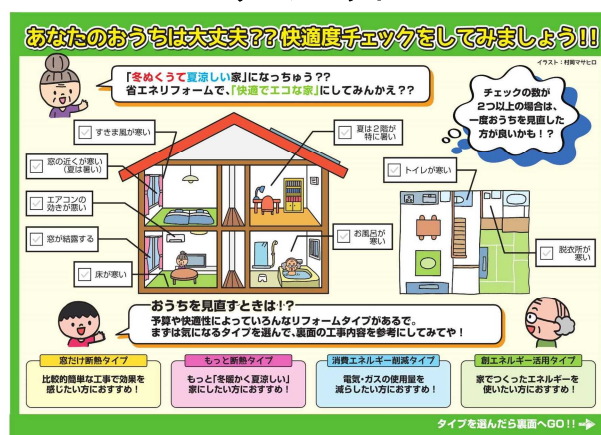 あなたのおうちは大丈夫??快適度チェックをしてみましょう!!
イラスト：村岡マサヒロ
「冬ぬくうて夏涼しい家」になっちゅう??
省エネリフォームで、「快適でエコな家」にしてみんかえ??
チェックの数が
2つ以上の場合は、
一度おうちを見直した
方が良いかも!?
すきま風が寒い
窓の近くが寒い
(夏は暑い)
エアコンの
効きが悪い
窓が結露する
床が寒い
夏は2階が
特に暑い
お風呂が
寒い
トイレが寒い
脱衣所が
寒い
おうちを見直すときは!?
予算や快適性によっていろんなリフォームタイプがあるで。
まずは気になるタイプを選んで、裏面の工事内容を参考にしてみてや!
窓だけ断熱タイプ
比較的簡単な工事で効果を
感じたい方におすすめ!
もっと断熱タイプ
もっと「冬暖かく夏涼しい」
家にしたい方におすすめ!
消費エネルギー削減タイプ
電気・ガスの使用量を
減らしたい方におすすめ!
創エネルギー活用タイプ
家でつくったエネルギーを
使いたい方におすすめ!
タイプを選んだら裏面へGO!!